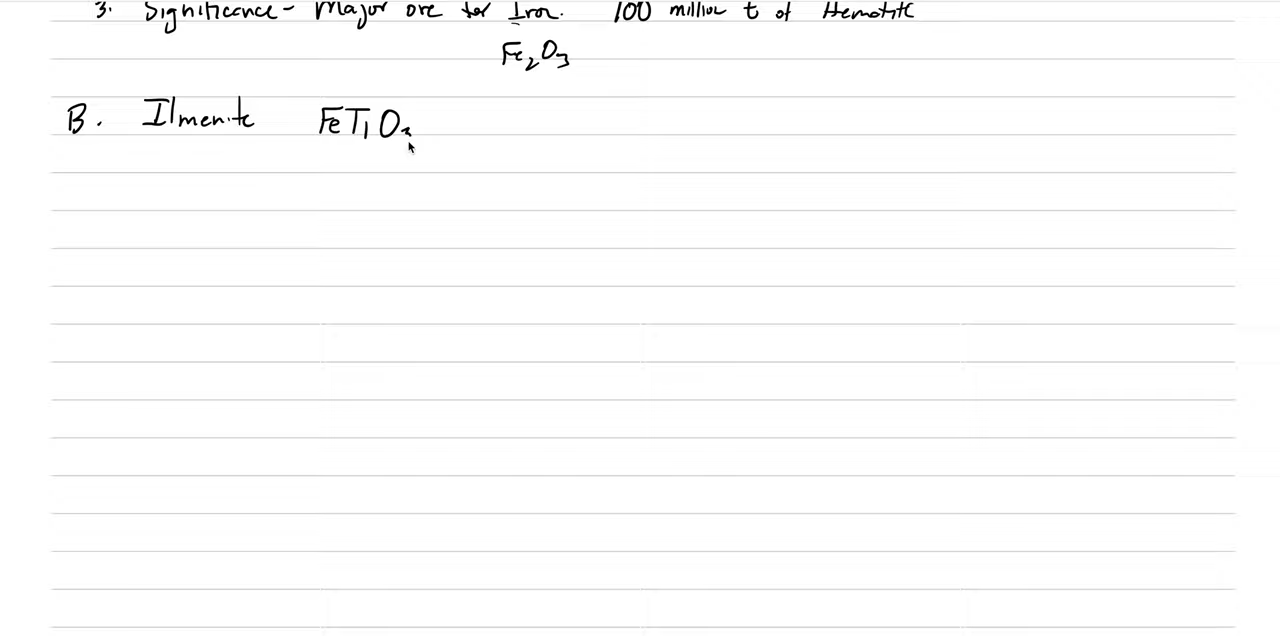 3. Significance - Major ore for Iron. 100 million t of Hematite
Fe2O3
B. Ilmenite FeTiO3